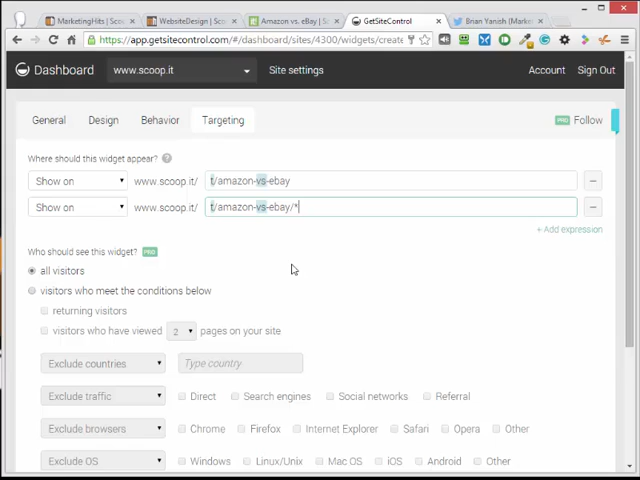 MarketingHits | Scoo
WebsiteDesign | Scoo
Amazon vs. eBay | Sc
GetSiteControl
Brian Yanish (Marke
https://app.getsitecontrol.com/#/dashboard/sites/4300/widgets/create
Dashboard www.scoop.it Site settings Account Sign Out
General Design Behavior Targeting PRO Follow
Where should this widget appear? ?
Show on www.scoop.it/ t/amazon-vs-ebay
Show on www.scoop.it/ t/amazon-vs-ebay/*
+ Add expression
Who should see this widget? PRO
all visitors
visitors who meet the conditions below
returning visitors
visitors who have viewed 2 pages on your site
Exclude countries Type country
Exclude traffic Direct Search engines Social networks Referral
Exclude browsers Chrome Firefox Internet Explorer Safari Opera Other
Exclude OS Windows Linux/Unix Mac OS iOS Android Other